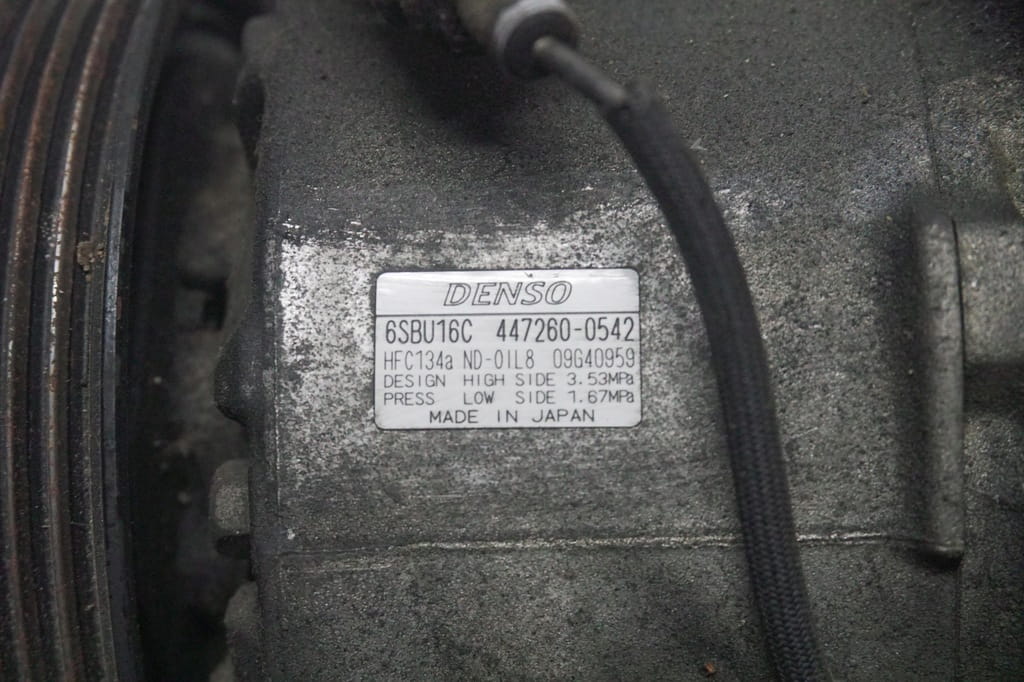 DENSO
6SBU16C 447260-0542
HFC134a ND-OIL8 09G40959
DESIGN HIGH SIDE 3.53MPa
PRESS LOW SIDE 1.67MPa
MADE IN JAPAN